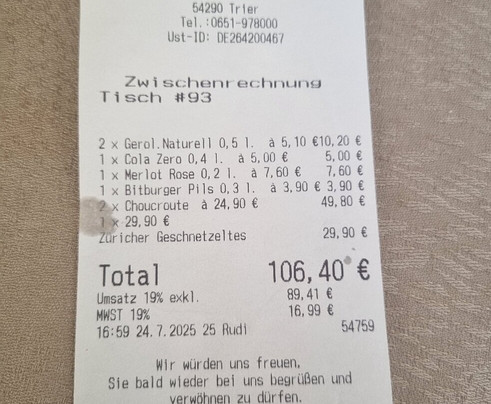 54290 Trier
Tel.:0651-978000
Ust-ID: DE264200467
Zwischenrechnung
Tisch #93
2 x Gerol.Naturell 0,5 l. à 5,10 €10,20 €
1 x Cola Zero 0,4 l. à 5,00 € 5,00 €
1 x Merlot Rose 0,2 l. à 7,60 € 7,60 €
1 x Bitburger Pils 0,3 l. à 3,90 € 3,90 €
2 x Choucroute à 24,90 € 49,80 €
1 x 29,90 €
Züricher Geschnetzeltes 29,90 €
Total 106,40 €
Umsatz 19% exkl. 89,41 €
MWST 19% 16,99 €
16:59 24.7.2025 25 Rudi 54759
Wir würden uns freuen,
Sie bald wieder bei uns begrüßen und
verwöhnen zu dürfen.